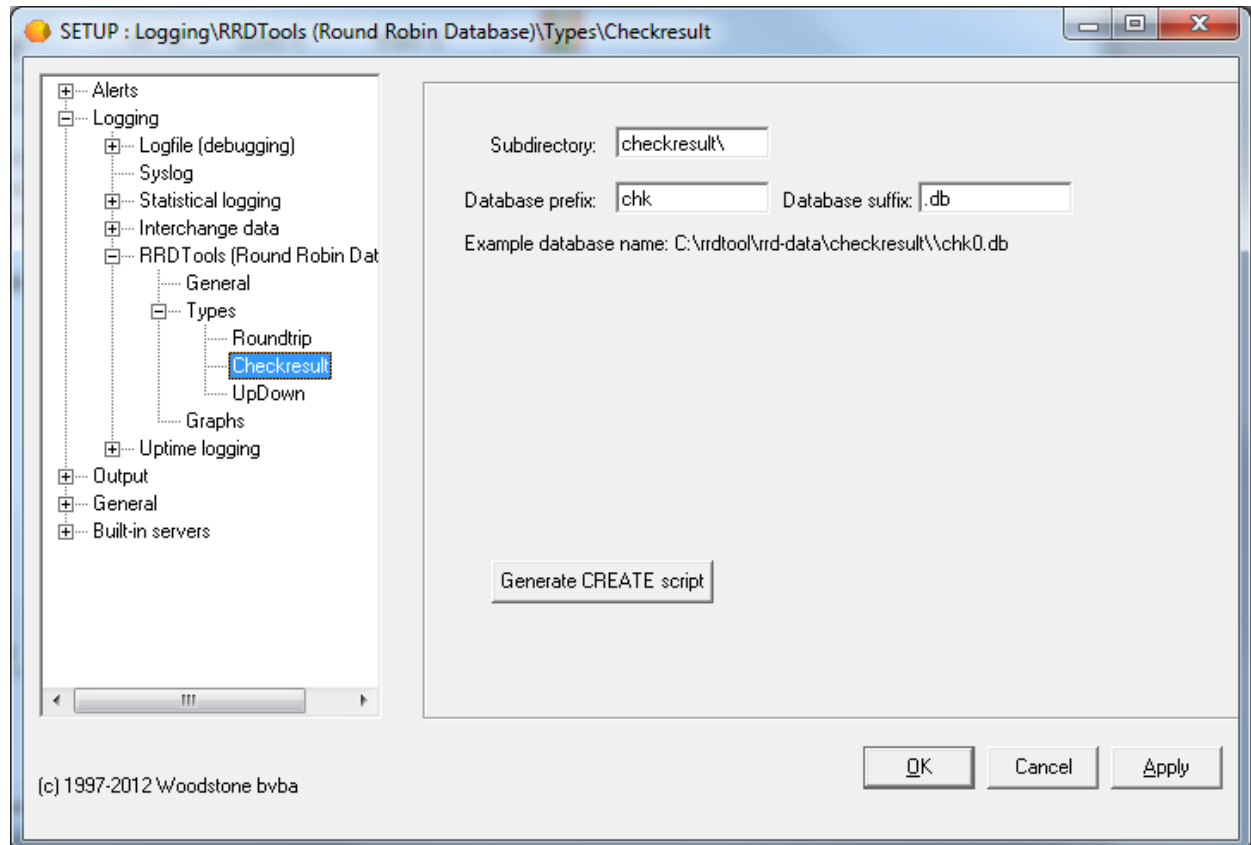 SETUP : Logging\RRDTools (Round Robin Database)\Types\Checkresult
Alerts
Logging
Logfile (debugging)
Syslog
Statistical logging
Interchange data
RRDTools (Round Robin Dat
General
Types
Roundtrip
Checkresult
UpDown
Graphs
Uptime logging
Output
General
Built-in servers
Subdirectory: checkresult\
Database prefix: chk Database suffix: .db
Example database name: C:\rrdtool\rrd-data\checkresult\\chk0.db
Generate CREATE script
(c) 1997-2012 Woodstone bvba
OK Cancel Apply